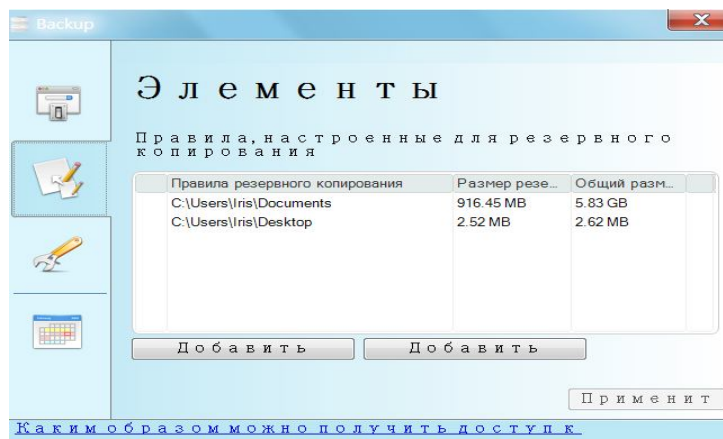 Backup
Элементы
Правила, настроенные для резервного
копирования
Правила резервного копирования Размер резе... Общий разм...
C:\Users\Iris\Documents 916.45 MB 5.83 GB
C:\Users\Iris\Desktop 2.52 MB 2.62 MB
Добавить Добавить
Применит
Каким образом можно получить доступ к